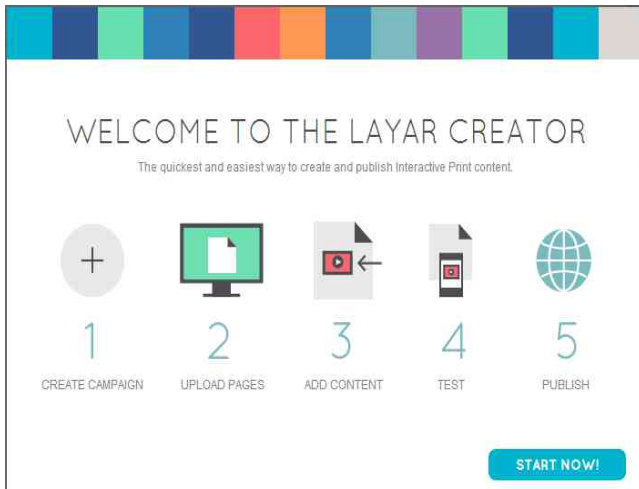 WELCOME TO THE LAYAR CREATOR
The quickest and easiest way to create and publish Interactive Print content.
1
2
3
4
5
CREATE CAMPAIGN
UPLOAD PAGES
ADD CONTENT
TEST
PUBLISH
START NOW!